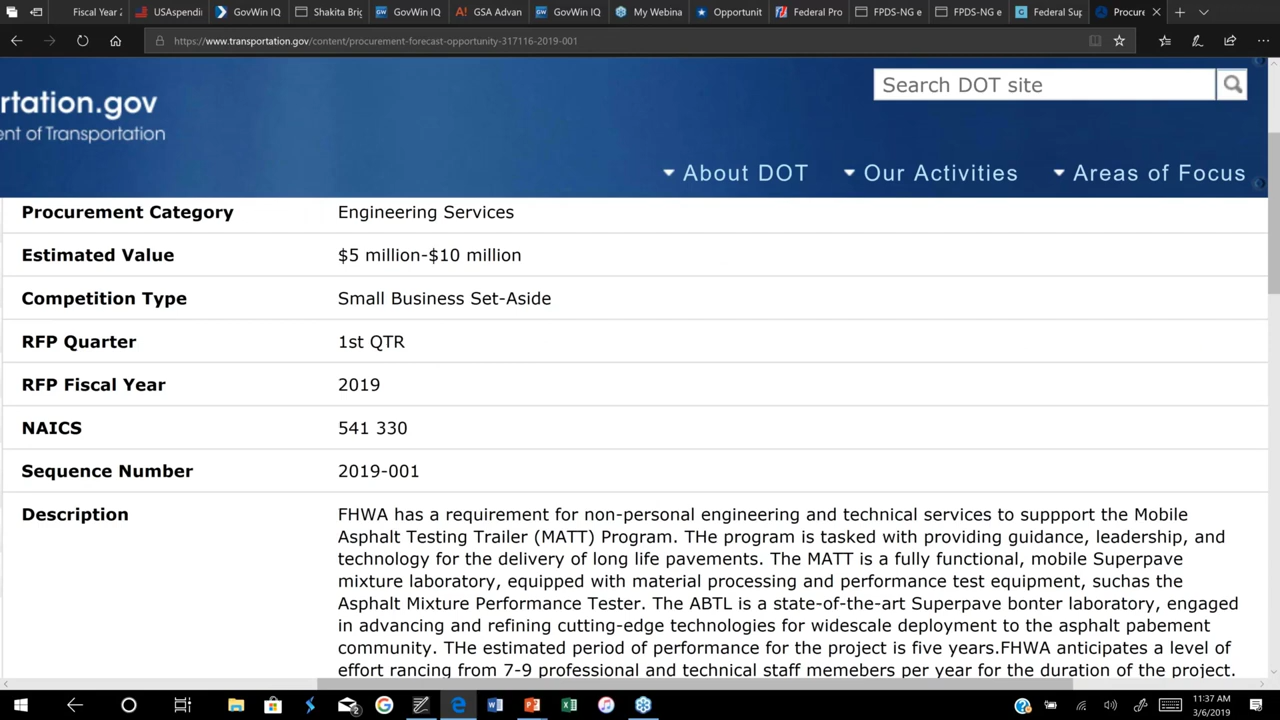 Fiscal Year 2
USAspendin
GovWin IQ
Shakita Brig
GovWin IQ
A! GSA Advan
GovWin IQ
My Webina
Opportunit
Federal Pro
FPDS-NG e
FPDS-NG e
Federal Sup
Procure
https://www.transportation.gov/content/procurement-forecast-opportunity-317116-2019-001
rtation.gov
ent of Transportation
Search DOT site
About DOT
Our Activities
Areas of Focus
Procurement Category Engineering Services
Estimated Value $5 million-$10 million
Competition Type Small Business Set-Aside
RFP Quarter 1st QTR
RFP Fiscal Year 2019
NAICS 541 330
Sequence Number 2019-001
Description FHWA has a requirement for non-personal engineering and technical services to suppport the Mobile
Asphalt Testing Trailer (MATT) Program. THe program is tasked with providing guidance, leadership, and
technology for the delivery of long life pavements. The MATT is a fully functional, mobile Superpave
mixture laboratory, equipped with material processing and performance test equipment, suchas the
Asphalt Mixture Performance Tester. The ABTL is a state-of-the-art Superpave bonter laboratory, engaged
in advancing and refining cutting-edge technologies for widescale deployment to the asphalt pabement
community. THe estimated period of performance for the project is five years.FHWA anticipates a level of
effort rancing from 7-9 professional and technical staff memebers per year for the duration of the project.
11:37 AM
3/6/2019